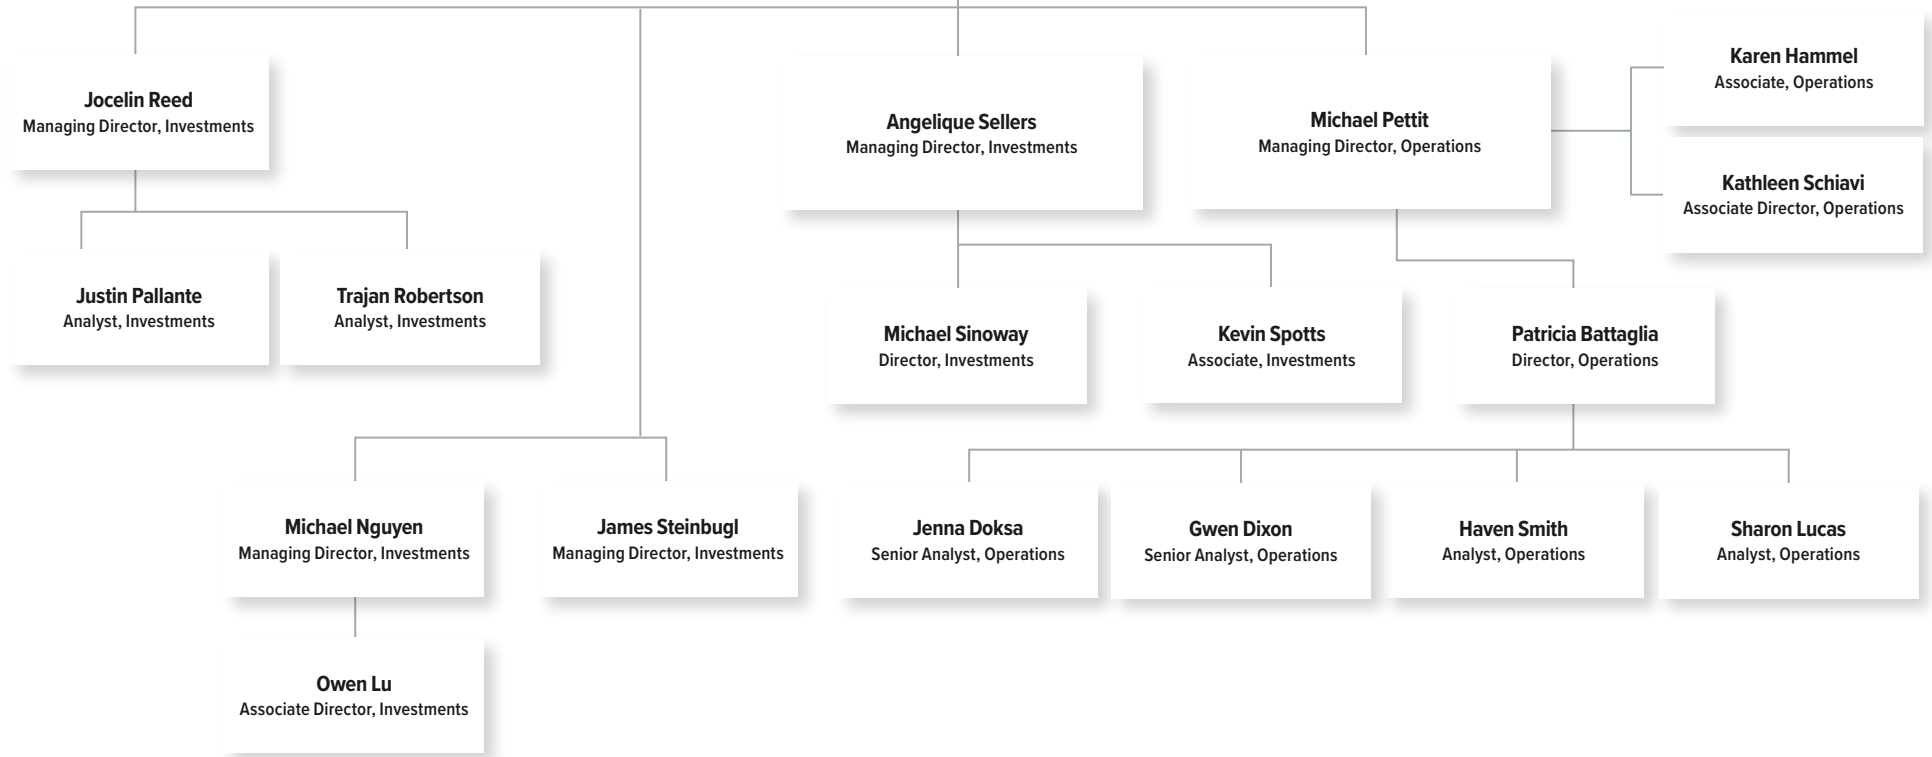 Karen Hammel
Associate, Operations
Jocelin Reed
Managing Director, Investments
Angelique Sellers
Managing Director, Investments
Michael Pettit
Managing Director, Operations
Kathleen Schiavi
Associate Director, Operations
Justin Pallante
Analyst, Investments
Trajan Robertson
Analyst, Investments
Michael Sinoway
Director, Investments
Kevin Spotts
Associate, Investments
Patricia Battaglia
Director, Operations
Michael Nguyen
Managing Director, Investments
James Steinbugl
Managing Director, Investments
Jenna Doksa
Senior Analyst, Operations
Gwen Dixon
Senior Analyst, Operations
Haven Smith
Analyst, Operations
Sharon Lucas
Analyst, Operations
Owen Lu
Associate Director, Investments